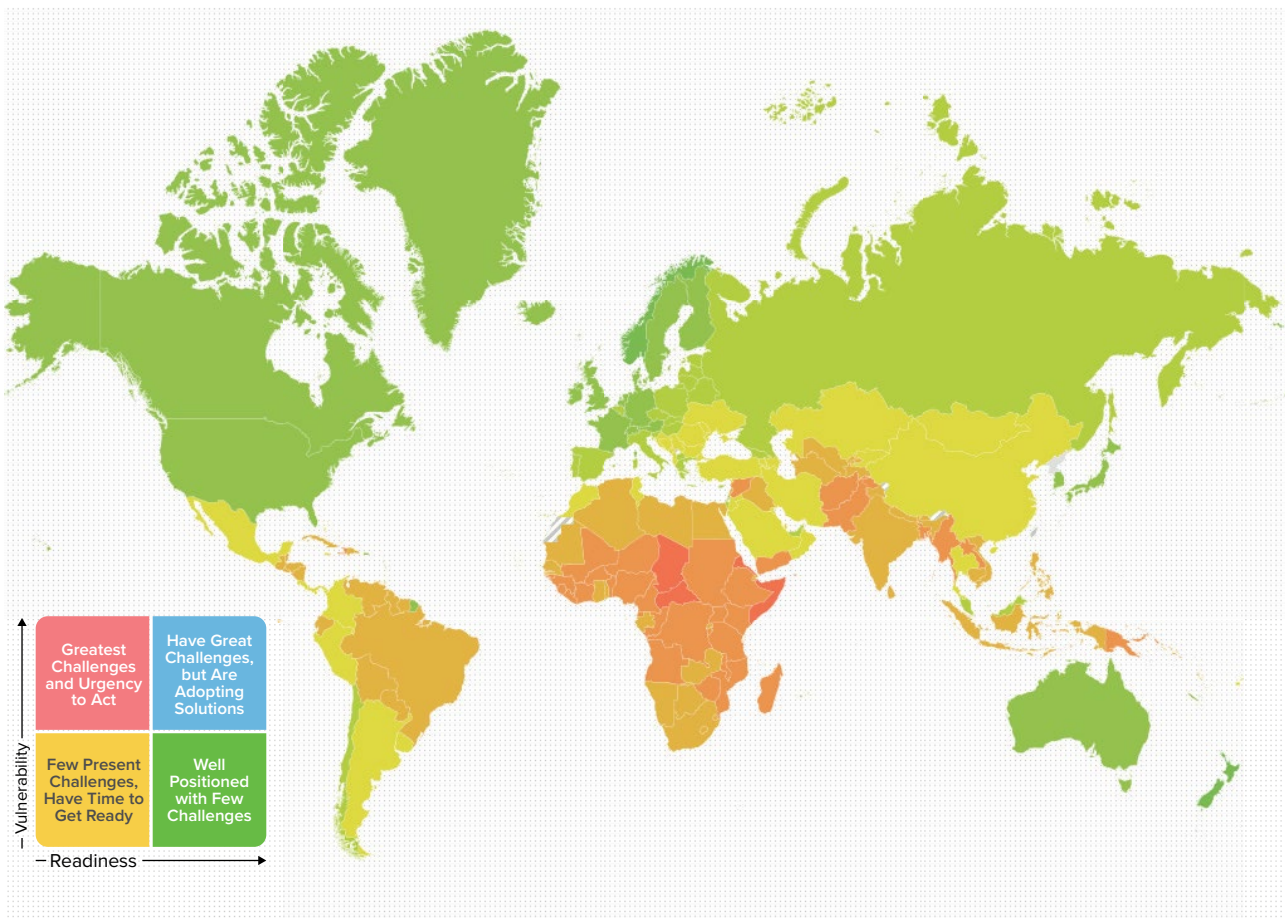 Greatest
Challenges
and Urgency
to Act
Have Great
Challenges,
but Are
Adopting
Solutions
Few Present
Challenges,
Have Time to
Get Ready
Well
Positioned
with Few
Challenges
Vulnerability
Readiness